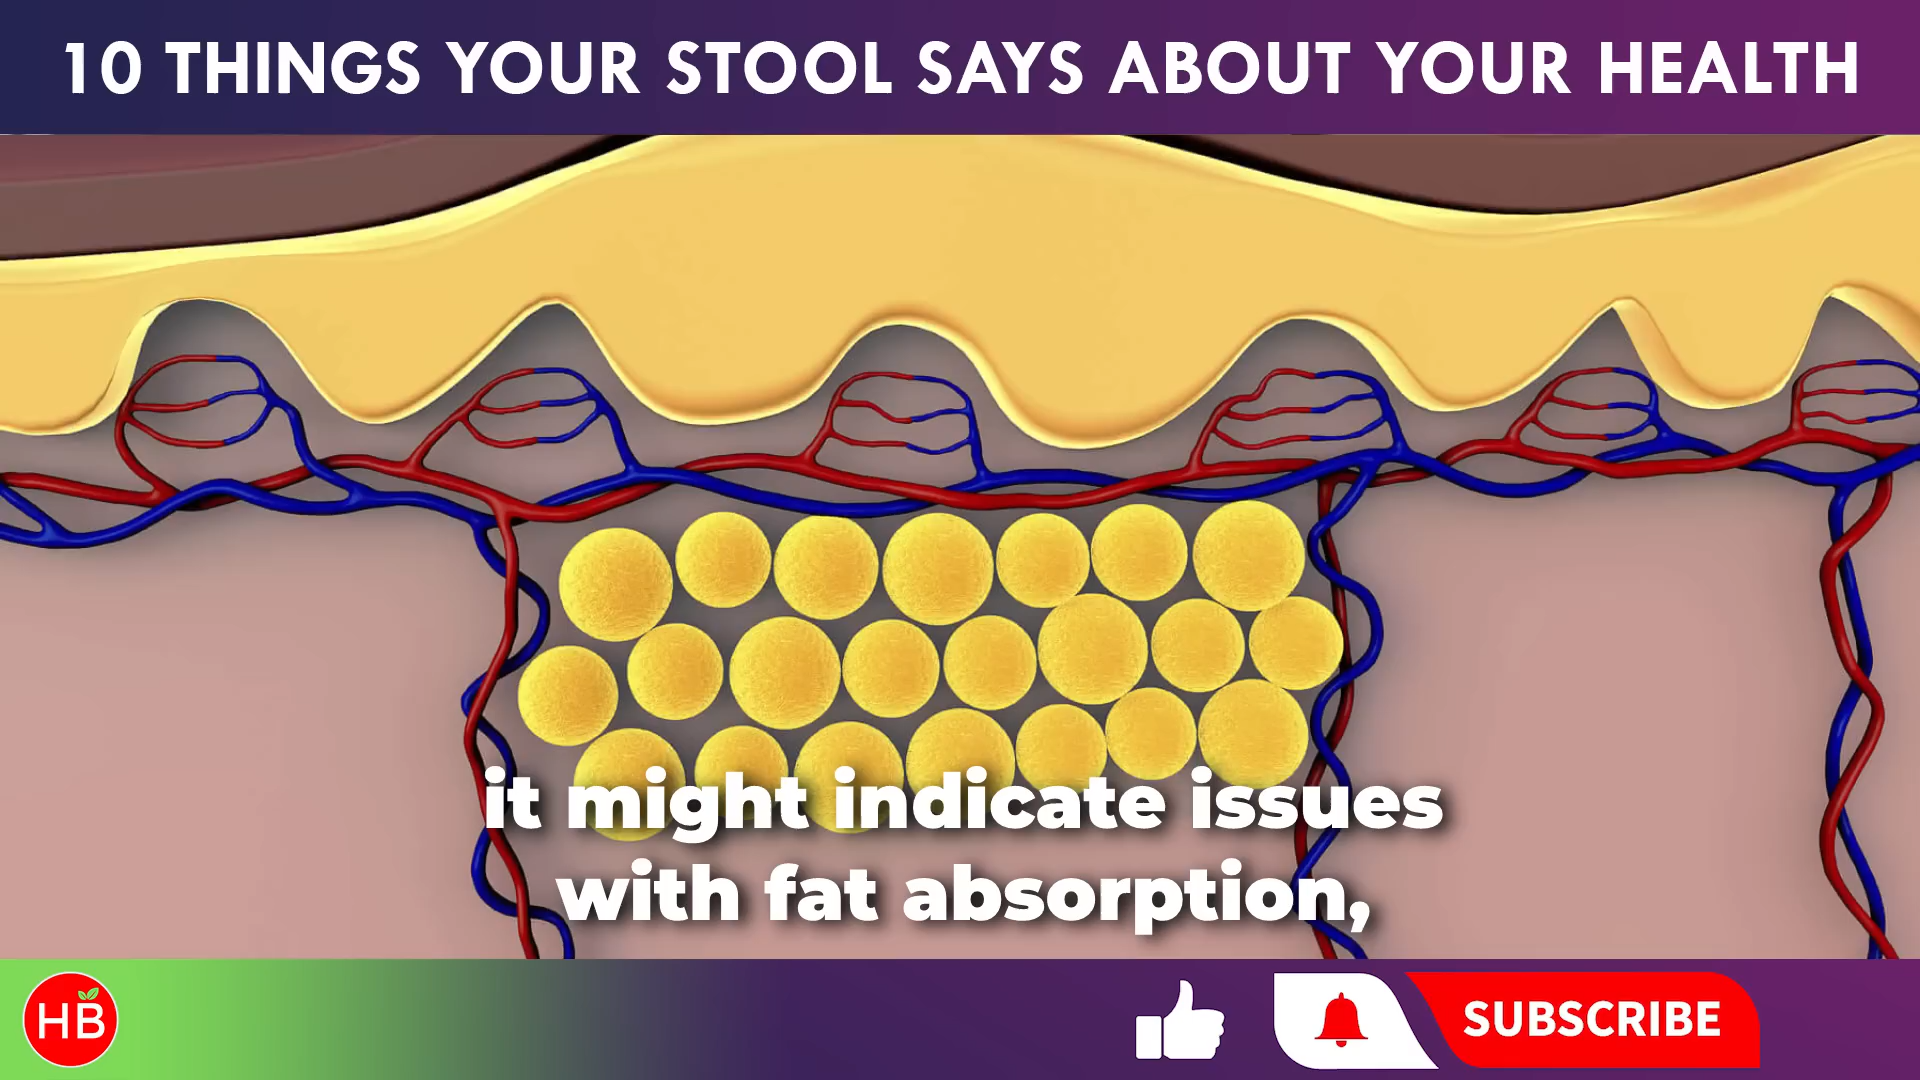 10 THINGS YOUR STOOL SAYS ABOUT YOUR HEALTH
it might indicate issues
with fat absorption,
HB
SUBSCRIBE